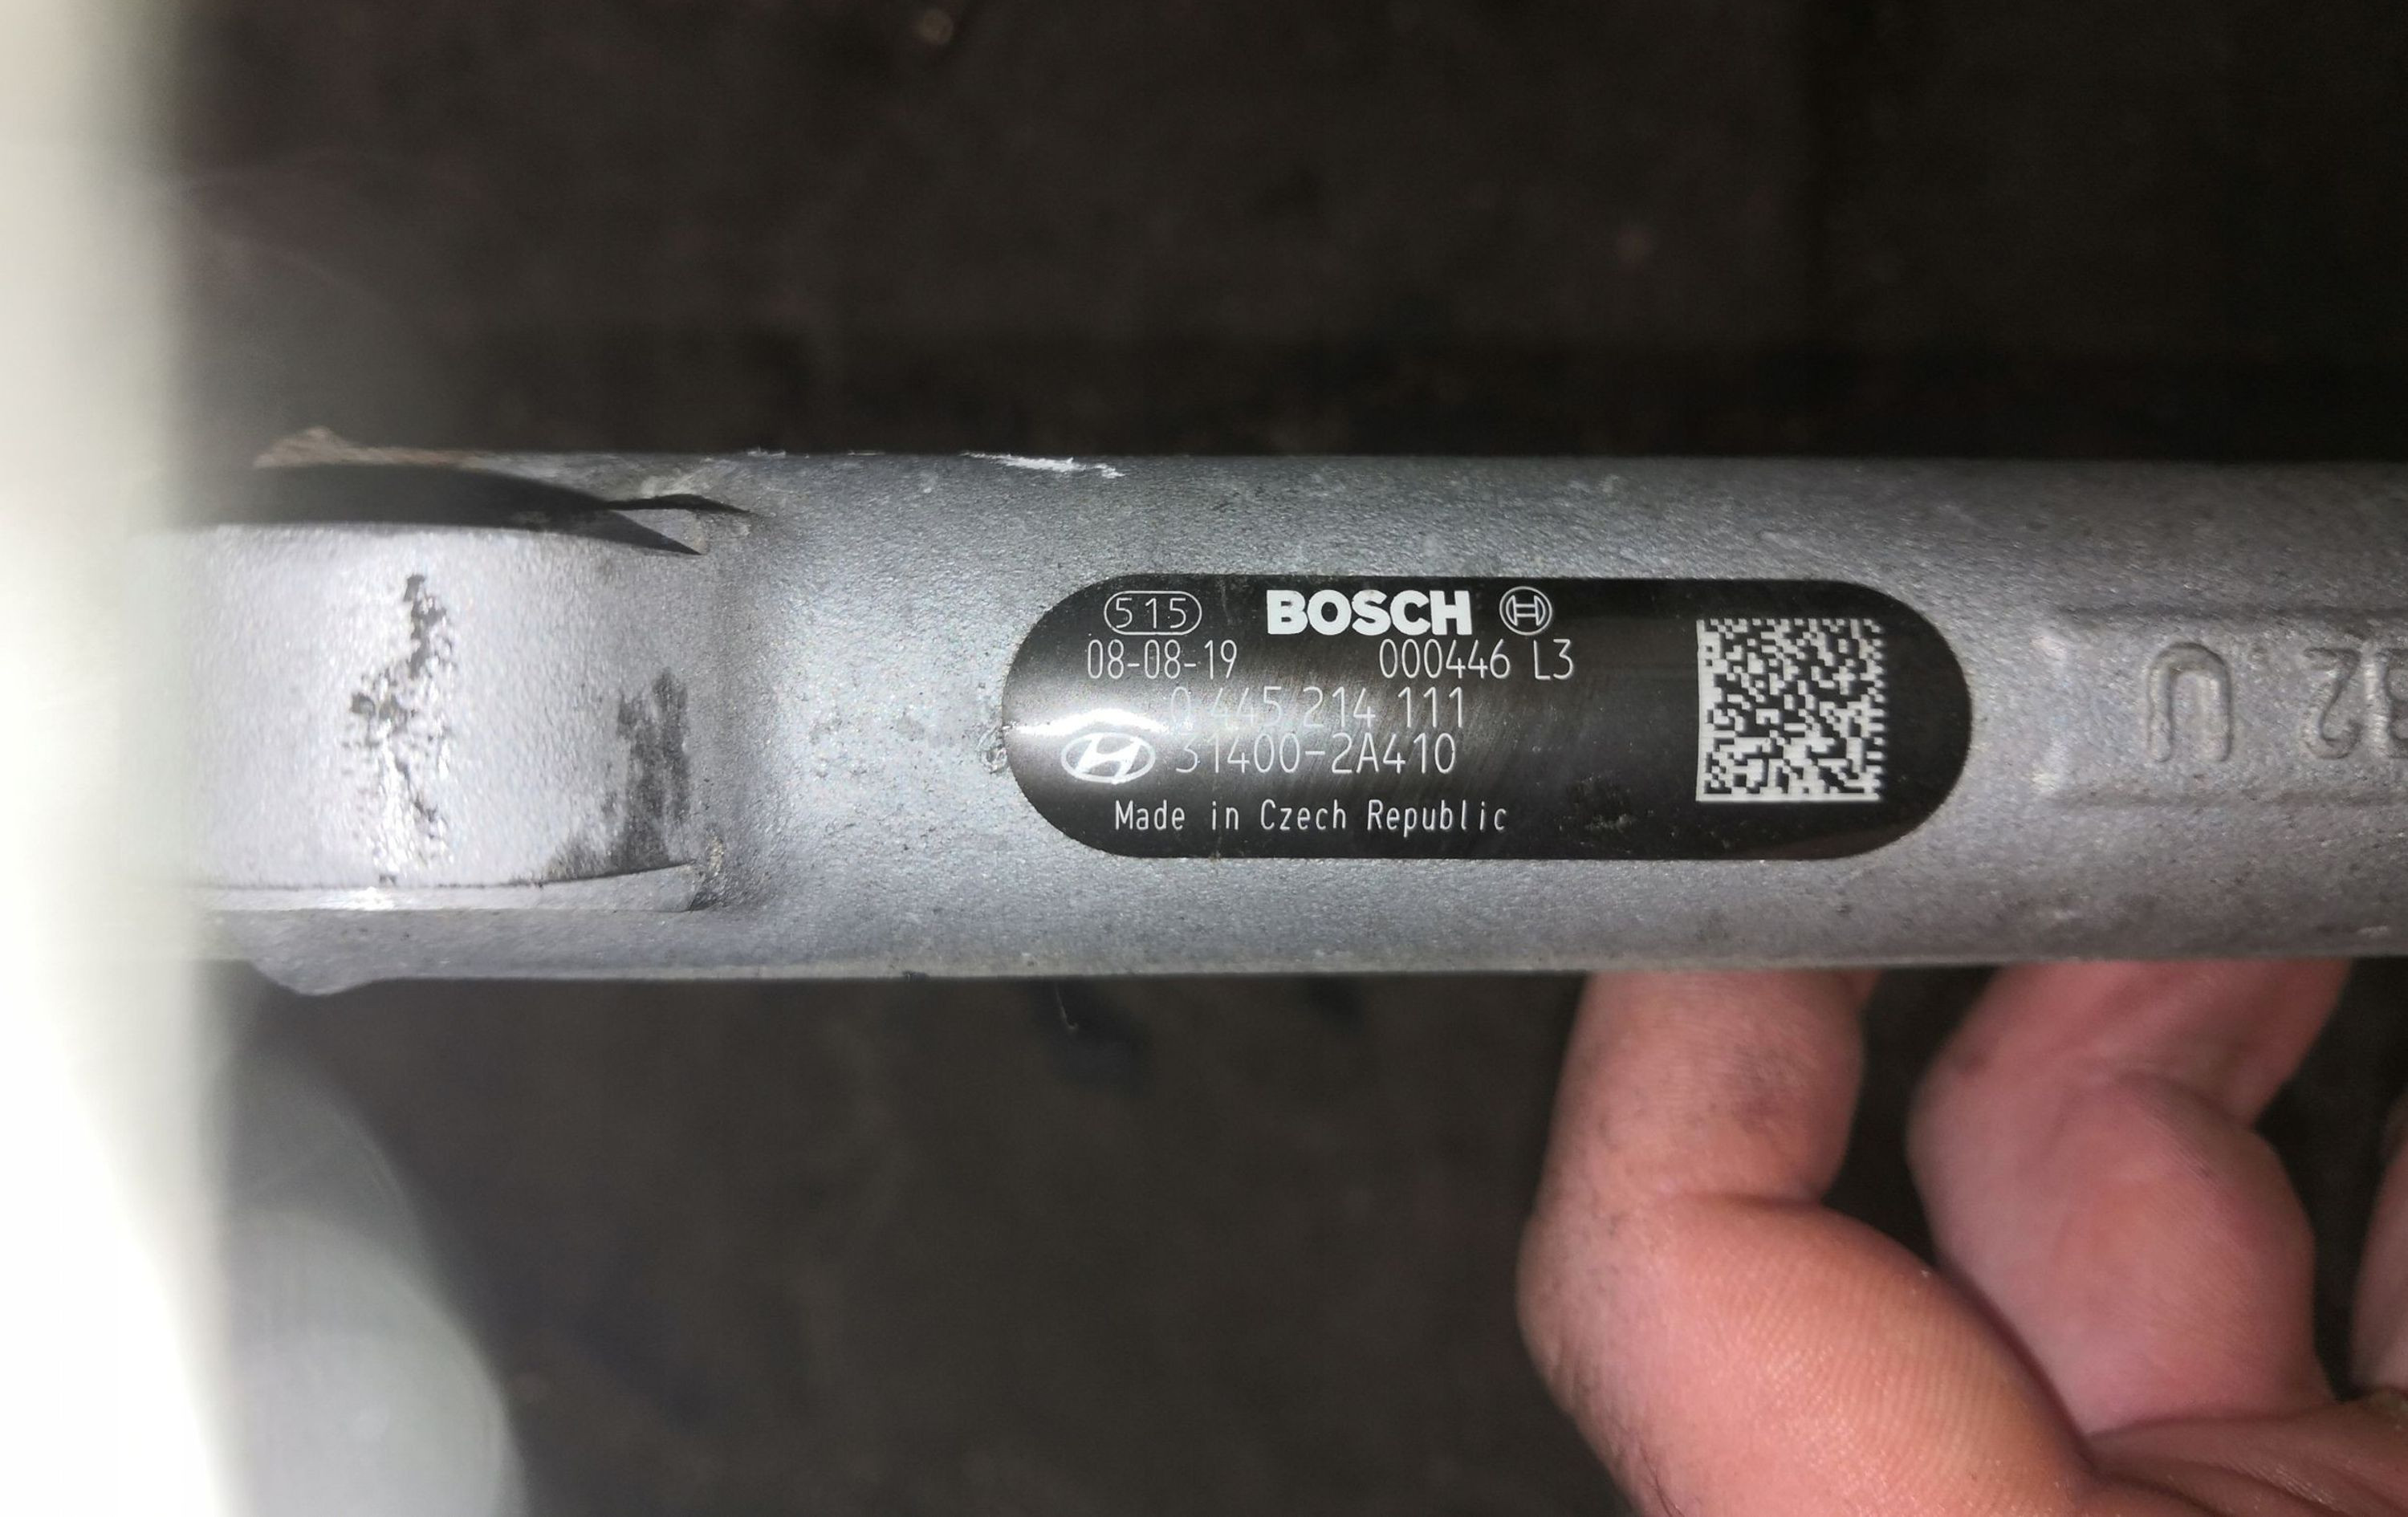 515 BOSCH
08-08-19 000446 L3
0 445 214 111
31400-2A410
Made in Czech Republic
U